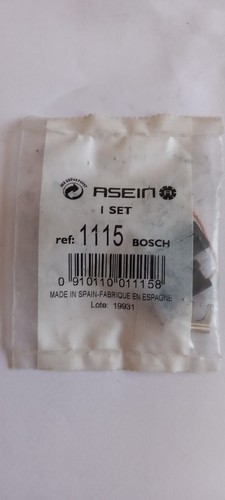 ASEIN
1 SET
ref: 1115 BOSCH
0 910110 011158
MADE IN SPAIN-FABRIQUE EN ESPAGNE
Lote: 19931